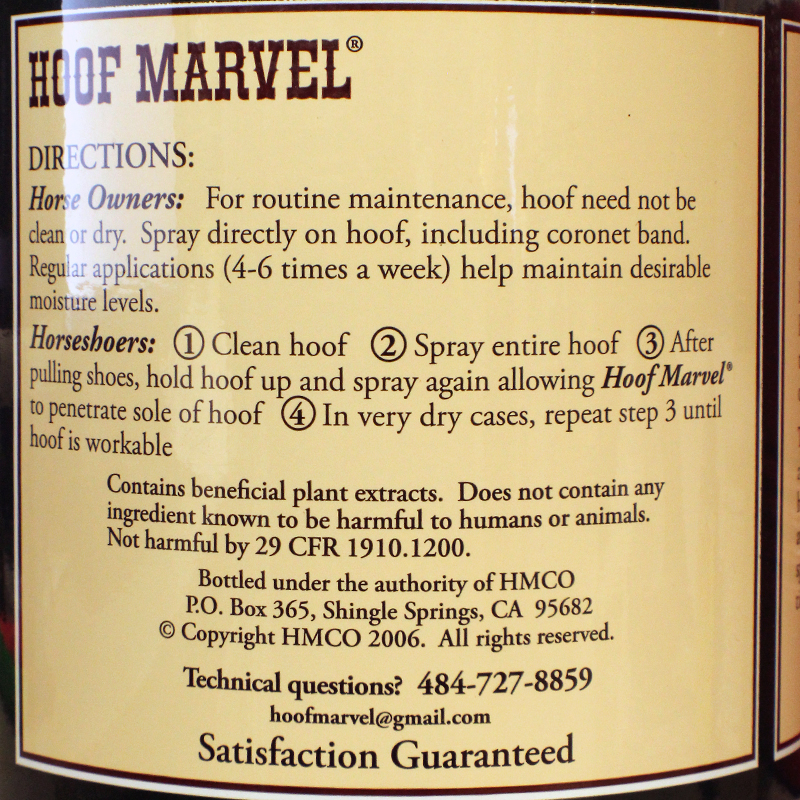 HOOF MARVEL®
DIRECTIONS:
Horse Owners: For routine maintenance, hoof need not be
clean or dry. Spray directly on hoof, including coronet band.
Regular applications (4-6 times a week) help maintain desirable
moisture levels.
Horseshoers: ① Clean hoof ② Spray entire hoof ③ After
pulling shoes, hold hoof up and spray again allowing Hoof Marvel®
to penetrate sole of hoof ④ In very dry cases, repeat step 3 until
hoof is workable
Contains beneficial plant extracts. Does not contain any
ingredient known to be harmful to humans or animals.
Not harmful by 29 CFR 1910.1200.
Bottled under the authority of HMCO
P.O. Box 365, Shingle Springs, CA 95682
© Copyright HMCO 2006. All rights reserved.
Technical questions? 484-727-8859
hoofmarvel@gmail.com
Satisfaction Guaranteed